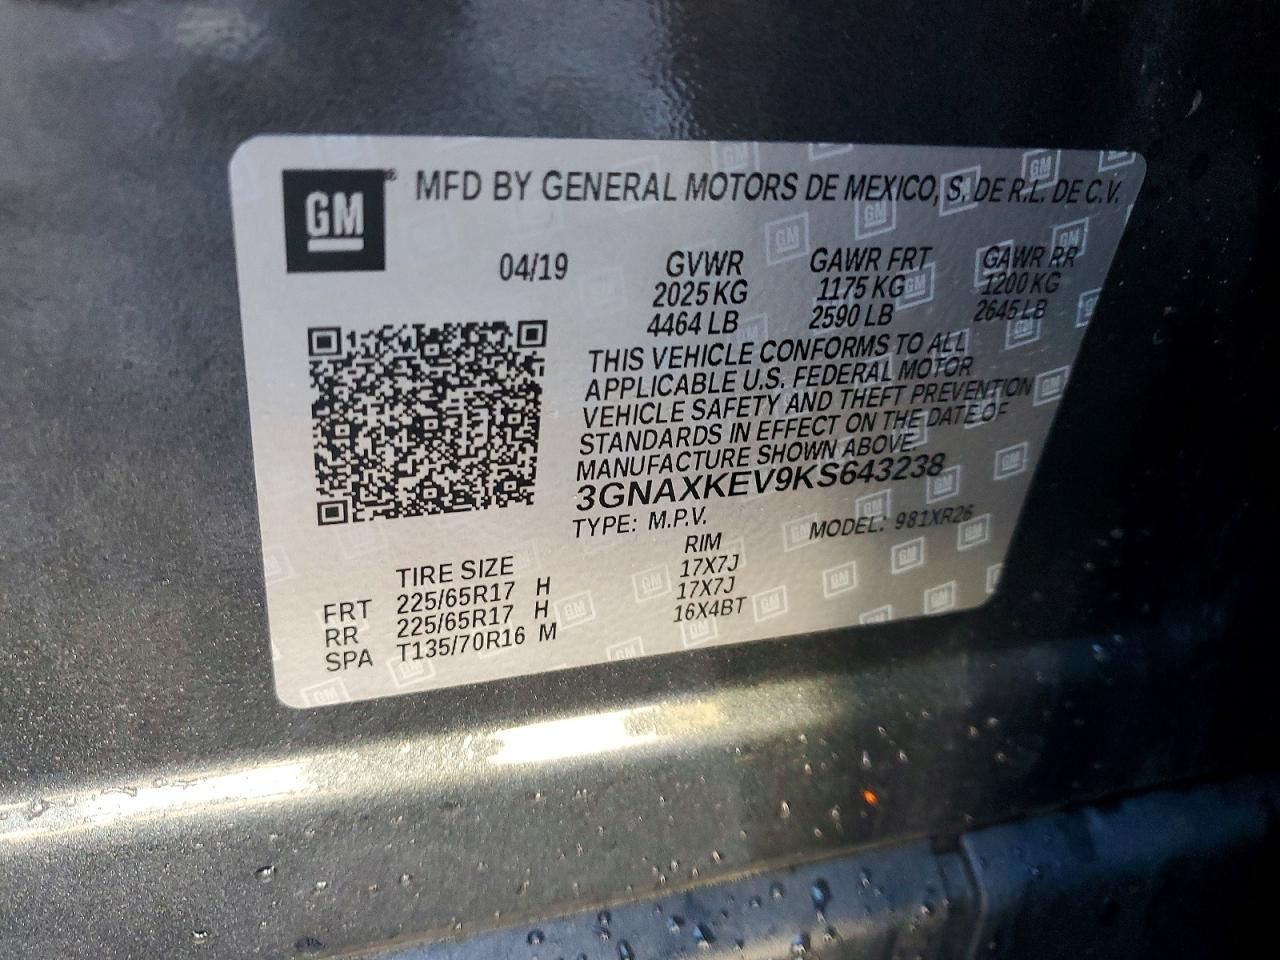 GM
MFD BY GENERAL MOTORS DE MEXICO, S. DE R.L. DE C.V.
04/19
GVWR GAWR FRT GAWR RR
2025 KG 1175 KG 1200 KG
4464 LB 2590 LB 2645 LB
THIS VEHICLE CONFORMS TO ALL
APPLICABLE U.S. FEDERAL MOTOR
VEHICLE SAFETY AND THEFT PREVENTION
STANDARDS IN EFFECT ON THE DATE OF
MANUFACTURE SHOWN ABOVE.
3GNAXKEV9KS643238
TYPE: M.P.V. MODEL: 981XR26
TIRE SIZE RIM
FRT 225/65R17 H 17X7J
RR 225/65R17 H 17X7J
SPA T135/70R16 M 16X4BT